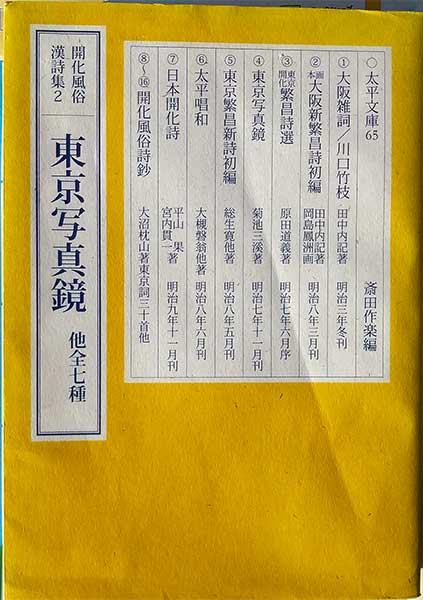 開化風俗
漢詩集2
東京写真鏡
他全七種
○太平文庫65
斎田作楽編
①大阪雑詞／川口竹枝 田中内記著 明治三年冬刊
②画本大阪新繁昌詩初編 田中内記著 岡島鳳洲画 明治八年三月刊
③東京開化繁昌詩選 原田道義著 明治七年六月序
④東京写真鏡 菊池三溪著 明治七年十一月刊
⑤東京繁昌新詩初編 総生寛他著 明治八年五月刊
⑥太平唱和 大槻磐翁他著 明治八年六月刊
⑦日本開化詩 平山果 宮内貫一著 明治九年十一月刊
⑧〜⑯開化風俗詩鈔 大沼枕山著東京詞三十首他